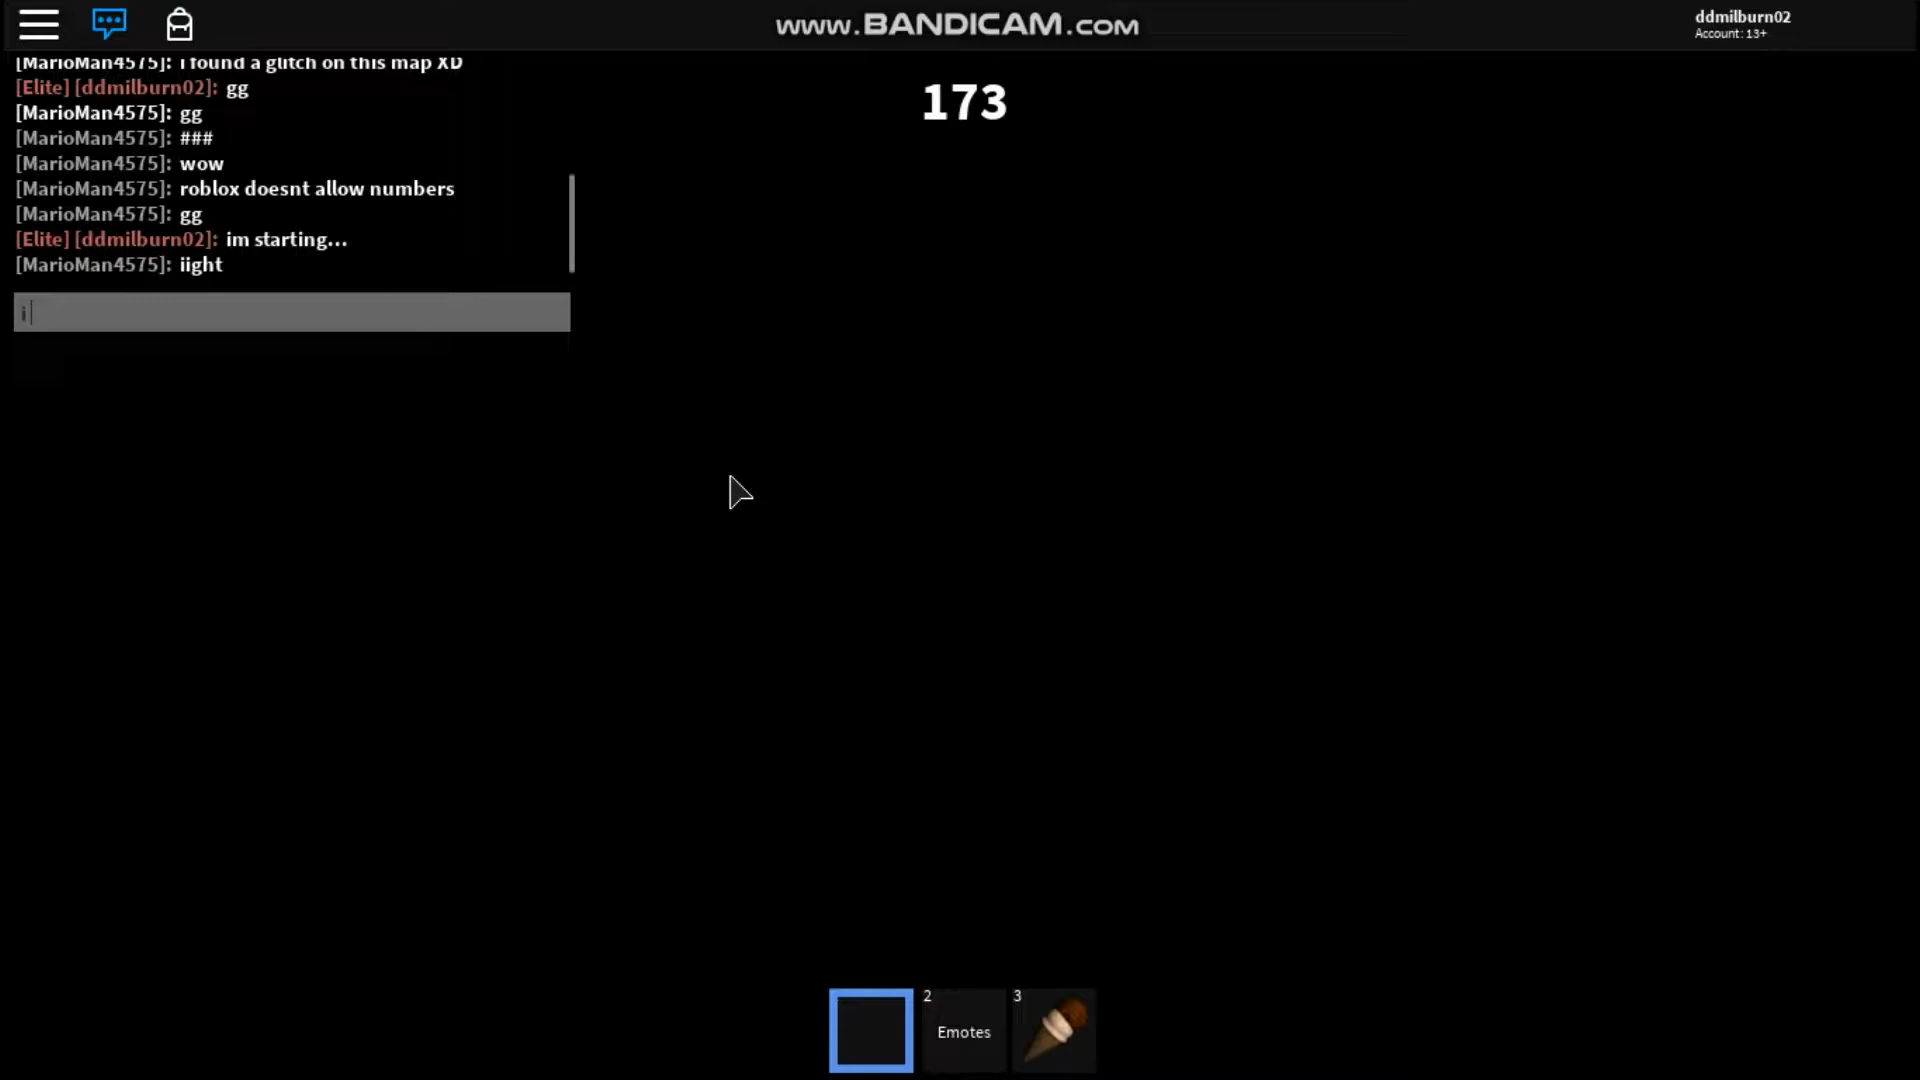 www.BANDICAM.com
ddmilburn02
Account: 13+
[MarioMan4575]: i found a glitch on this map XD
[Elite] [ddmilburn02]: gg
[MarioMan4575]: gg
[MarioMan4575]: ###
[MarioMan4575]: wow
[MarioMan4575]: roblox doesnt allow numbers
[MarioMan4575]: gg
[Elite] [ddmilburn02]: im starting...
[MarioMan4575]: iight
i
173
2
Emotes
3